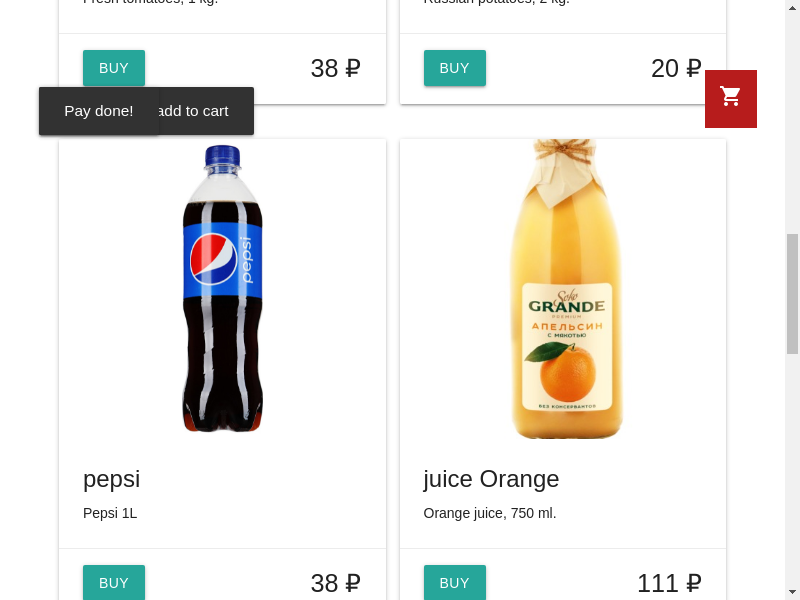 Fresh tomatoes, 1 kg.
Russian potatoes, 2 kg.
BUY
38 ₽
BUY
20 ₽
Pay done!
add to cart
pepsi
Soko
GRANDE
PREMIUM
АПЕЛЬСИН
С МЯКОТЬЮ
БЕЗ КОНСЕРВАНТОВ
pepsi
Pepsi 1L
juice Orange
Orange juice, 750 ml.
BUY
38 ₽
BUY
111 ₽